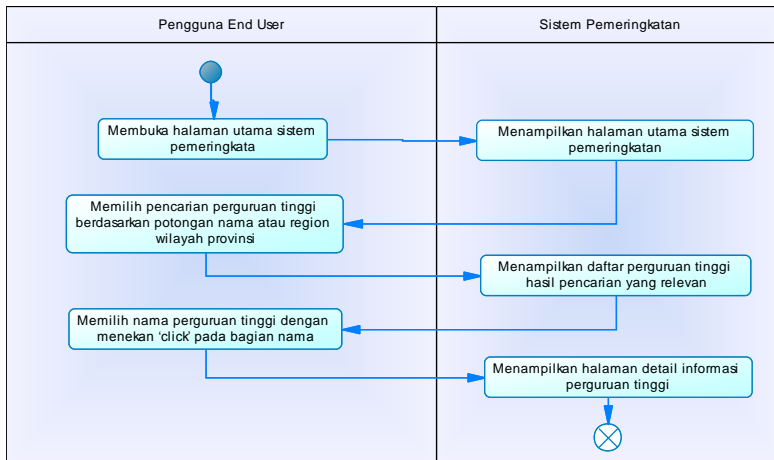 Pengguna End User
Sistem Pemeringkatan
Membuka halaman utama sistem
pemeringkata
Menampilkan halaman utama sistem
pemeringkatan
Memilih pencarian perguruan tinggi
berdasarkan potongan nama atau region
wilayah provinsi
Menampilkan daftar perguruan tinggi
hasil pencarian yang relevan
Memilih nama perguruan tinggi dengan
menekan ‘click’ pada bagian nama
Menampilkan halaman detail informasi
perguruan tinggi